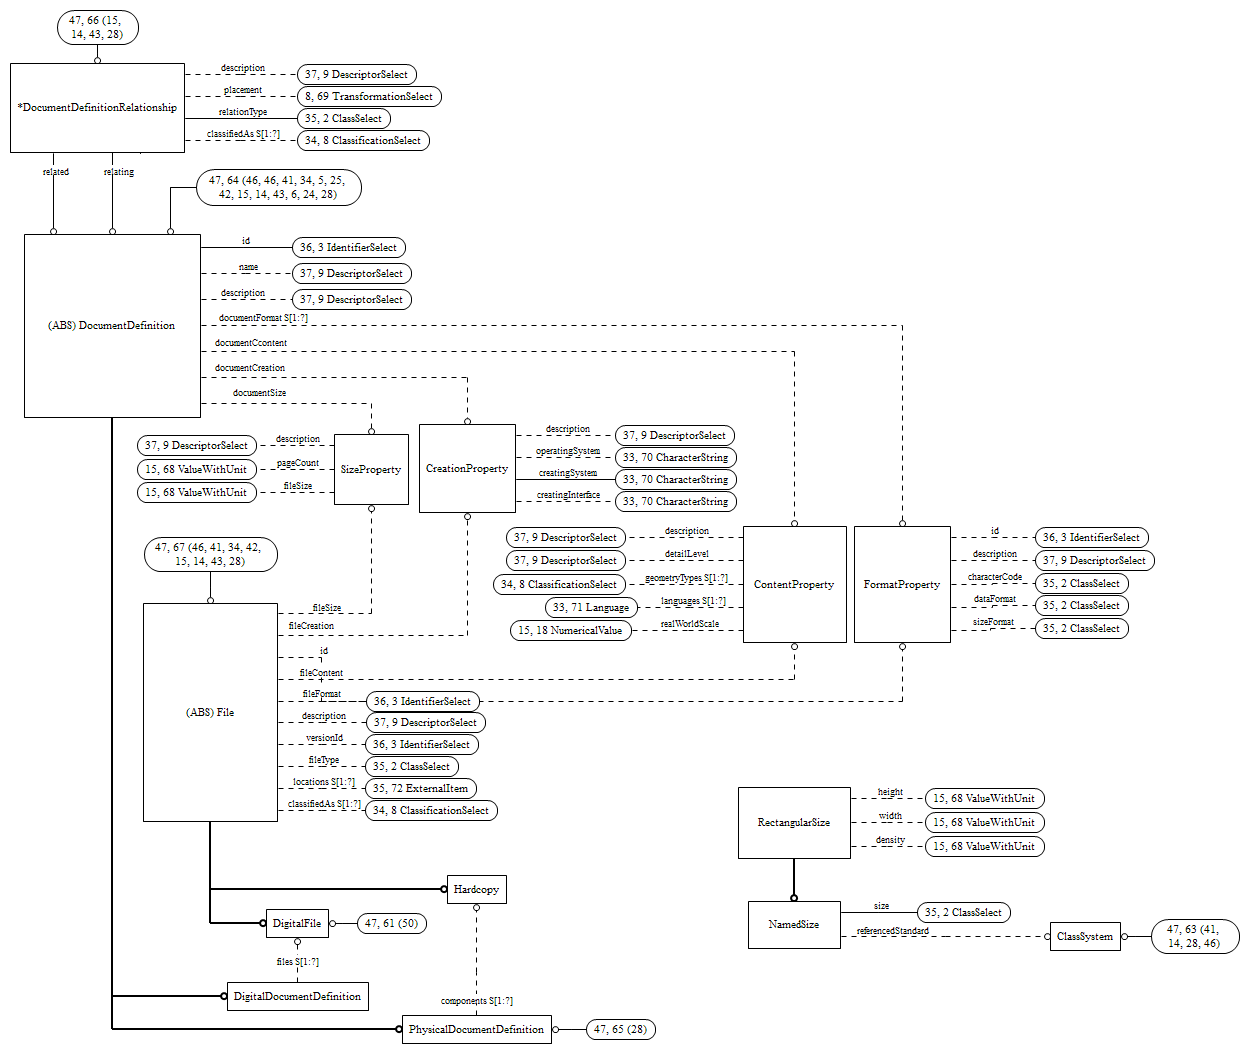 47, 66 (15,
14, 43, 28)
*DocumentDefinitionRelationship
description
37, 9 DescriptorSelect
placement
8, 69 TransformationSelect
relationType
35, 2 ClassSelect
classifiedAs S[1:?]
34, 8 ClassificationSelect
related
relating
47, 64 (46, 46, 41, 34, 5, 25,
42, 15, 14, 43, 6, 24, 28)
(ABS) DocumentDefinition
id
36, 3 IdentifierSelect
name
37, 9 DescriptorSelect
description
37, 9 DescriptorSelect
documentFormat S[1:?]
documentCcontent
documentCreation
documentSize
37, 9 DescriptorSelect
description
15, 68 ValueWithUnit
pageCount
15, 68 ValueWithUnit
fileSize
SizeProperty
CreationProperty
description
37, 9 DescriptorSelect
operatingSystem
33, 70 CharacterString
creatingSystem
33, 70 CharacterString
creatingInterface
33, 70 CharacterString
37, 9 DescriptorSelect
description
37, 9 DescriptorSelect
detailLevel
34, 8 ClassificationSelect
geometryTypes S[1:?]
33, 71 Language
languages S[1:?]
15, 18 NumericalValue
realWorldScale
ContentProperty
FormatProperty
id
36, 3 IdentifierSelect
description
37, 9 DescriptorSelect
characterCode
35, 2 ClassSelect
dataFormat
35, 2 ClassSelect
sizeFormat
35, 2 ClassSelect
47, 67 (46, 41, 34, 42,
15, 14, 43, 28)
(ABS) File
fileSize
fileCreation
id
fileContent
fileFormat
36, 3 IdentifierSelect
description
37, 9 DescriptorSelect
versionId
36, 3 IdentifierSelect
fileType
35, 2 ClassSelect
locations S[1:?]
35, 72 ExternalItem
classifiedAs S[1:?]
34, 8 ClassificationSelect
RectangularSize
height
15, 68 ValueWithUnit
width
15, 68 ValueWithUnit
density
15, 68 ValueWithUnit
Hardcopy
DigitalFile
47, 61 (50)
NamedSize
size
35, 2 ClassSelect
referencedStandard
ClassSystem
47, 63 (41,
14, 28, 46)
files S[1:?]
DigitalDocumentDefinition
components S[1:?]
PhysicalDocumentDefinition
47, 65 (28)